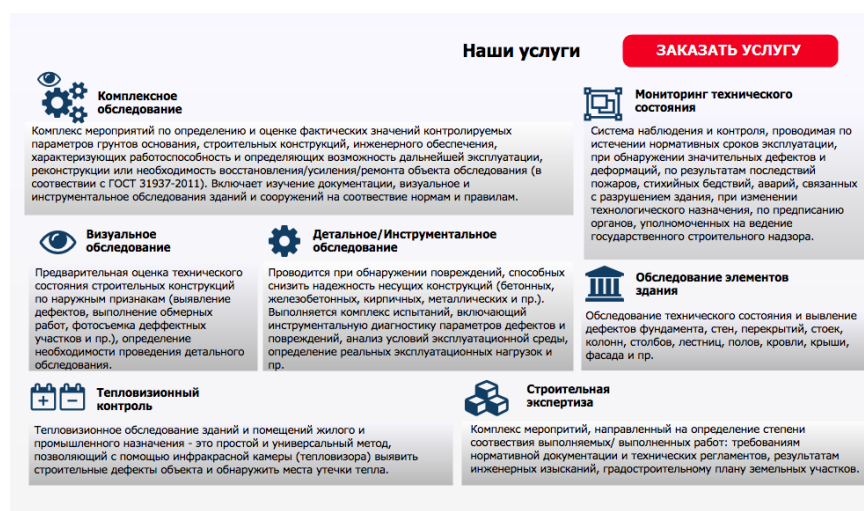 Наши услуги
ЗАКАЗАТЬ УСЛУГУ
Комплексное
обследование
Комплекс мероприятий по определению и оценке фактических значений контролируемых
параметров грунтов основания, строительных конструкций, инженерного обеспечения,
характеризующих работоспособность и определяющих возможность дальнейшей эксплуатации,
реконструкции или необходимость восстановления/усиления/ремонта объекта обследования (в
соотвествии с ГОСТ 31937-2011). Включает изучение документации, визуальное и
инструментальное обследования зданий и сооружений на соотвествие нормам и правилам.
Мониторинг технического
состояния
Система наблюдения и контроля, проводимая по
истечении нормативных сроков эксплуатации,
при обнаружении значительных дефектов и
деформаций, по результатам последствий
пожаров, стихийных бедствий, аварий, связанных
с разрушением здания, при изменении
технологического назначения, по предписанию
органов, уполномоченных на ведение
государственного строительного надзора.
Визуальное
обследование
Предварительная оценка технического
состояния строительных конструкций
по наружным признакам (выявление
дефектов, выполнение обмерных
работ, фотосъемка деффектных
участков и пр.), определение
необходимости проведения детального
обследования.
Детальное/Инструментальное
обследование
Проводится при обнаружении повреждений, способных
снизить надежность несущих конструкций (бетонных,
железобетонных, кирпичных, металлических и пр.).
Выполняется комплекс испытаний, включающий
инструментальную диагностику параметров дефектов и
повреждений, анализ условий эксплуатационной среды,
определение реальных эксплуатационных нагрузок и
пр.
Обследование элементов
здания
Обследование технического состояния и вывление
дефектов фундамента, стен, перекрытий, стоек,
колонн, столбов, лестниц, полов, кровли, крыши,
фасада и пр.
Тепловизионный
контроль
Тепловизионное обследование зданий и помещений жилого и
промышленного назначения - это простой и универсальный метод,
позволяющий с помощью инфракрасной камеры (тепловизора) выявить
строительные дефекты объекта и обнаружить места утечки тепла.
Строительная
экспертиза
Комплекс меропритий, направленный на определение степени
соотвествия выполняемых/ выполненных работ: требованиям
нормативной документации и технических регламентов, результатам
инженерных изысканий, градостроительному плану земельных участков.